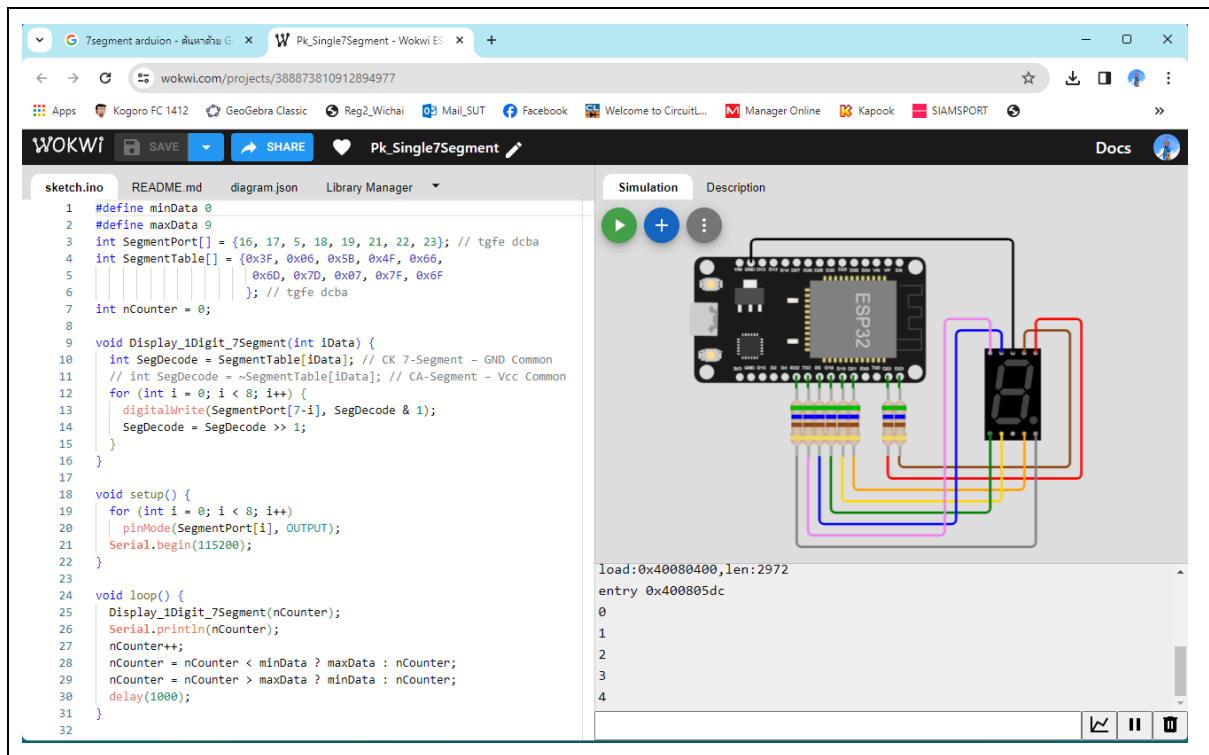 7segment arduion - ค้นหาด้วย G
Pk_Single7Segment - Wokwi ES
wokwi.com/projects/388873810912894977
Apps Kogoro FC 1412 GeoGebra Classic Reg2_Wichai Mail_SUT Facebook Welcome to CircuitL... Manager Online Kapook SIAMSPORT
WOKWi SAVE SHARE Pk_Single7Segment Docs
sketch.ino README.md diagram.json Library Manager
1 #define minData 0
2 #define maxData 9
3 int SegmentPort[] = {16, 17, 5, 18, 19, 21, 22, 23}; // tgfe dcba
4 int SegmentTable[] = {0x3F, 0x06, 0x5B, 0x4F, 0x66,
5 0x6D, 0x7D, 0x07, 0x7F, 0x6F
6 }; // tgfe dcba
7 int nCounter = 0;
8
9 void Display_1Digit_7Segment(int iData) {
10 int SegDecode = SegmentTable[iData]; // CK 7-Segment – GND Common
11 // int SegDecode = ~SegmentTable[iData]; // CA-Segment – Vcc Common
12 for (int i = 0; i < 8; i++) {
13 digitalWrite(SegmentPort[7-i], SegDecode & 1);
14 SegDecode = SegDecode >> 1;
15 }
16 }
17
18 void setup() {
19 for (int i = 0; i < 8; i++)
20 pinMode(SegmentPort[i], OUTPUT);
21 Serial.begin(115200);
22 }
23
24 void loop() {
25 Display_1Digit_7Segment(nCounter);
26 Serial.println(nCounter);
27 nCounter++;
28 nCounter = nCounter < minData ? maxData : nCounter;
29 nCounter = nCounter > maxData ? minData : nCounter;
30 delay(1000);
31 }
32
Simulation Description
ESP32
load:0x40080400,len:2972
entry 0x400805dc
0
1
2
3
4